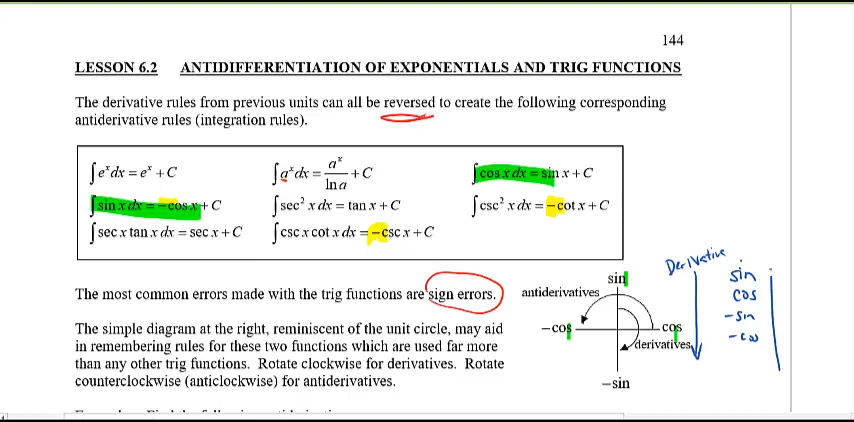 144
LESSON 6.2 ANTIDIFFERENTIATION OF EXPONENTIALS AND TRIG FUNCTIONS
The derivative rules from previous units can all be reversed to create the following corresponding
antiderivative rules (integration rules).
∫eˣdx = eˣ + C ∫aˣdx = aˣ/ln a + C ∫cos x dx = sin x + C
∫sin x dx = −cos x + C ∫sec² x dx = tan x + C ∫csc² x dx = −cot x + C
∫sec x tan x dx = sec x + C ∫csc x cot x dx = −csc x + C
The most common errors made with the trig functions are sign errors.
The simple diagram at the right, reminiscent of the unit circle, may aid
in remembering rules for these two functions which are used far more
than any other trig functions. Rotate clockwise for derivatives. Rotate
counterclockwise (anticlockwise) for antiderivatives.
sin
antiderivatives
−cos
cos
derivatives
−sin
Derivative
sin
cos
-sin
-cos